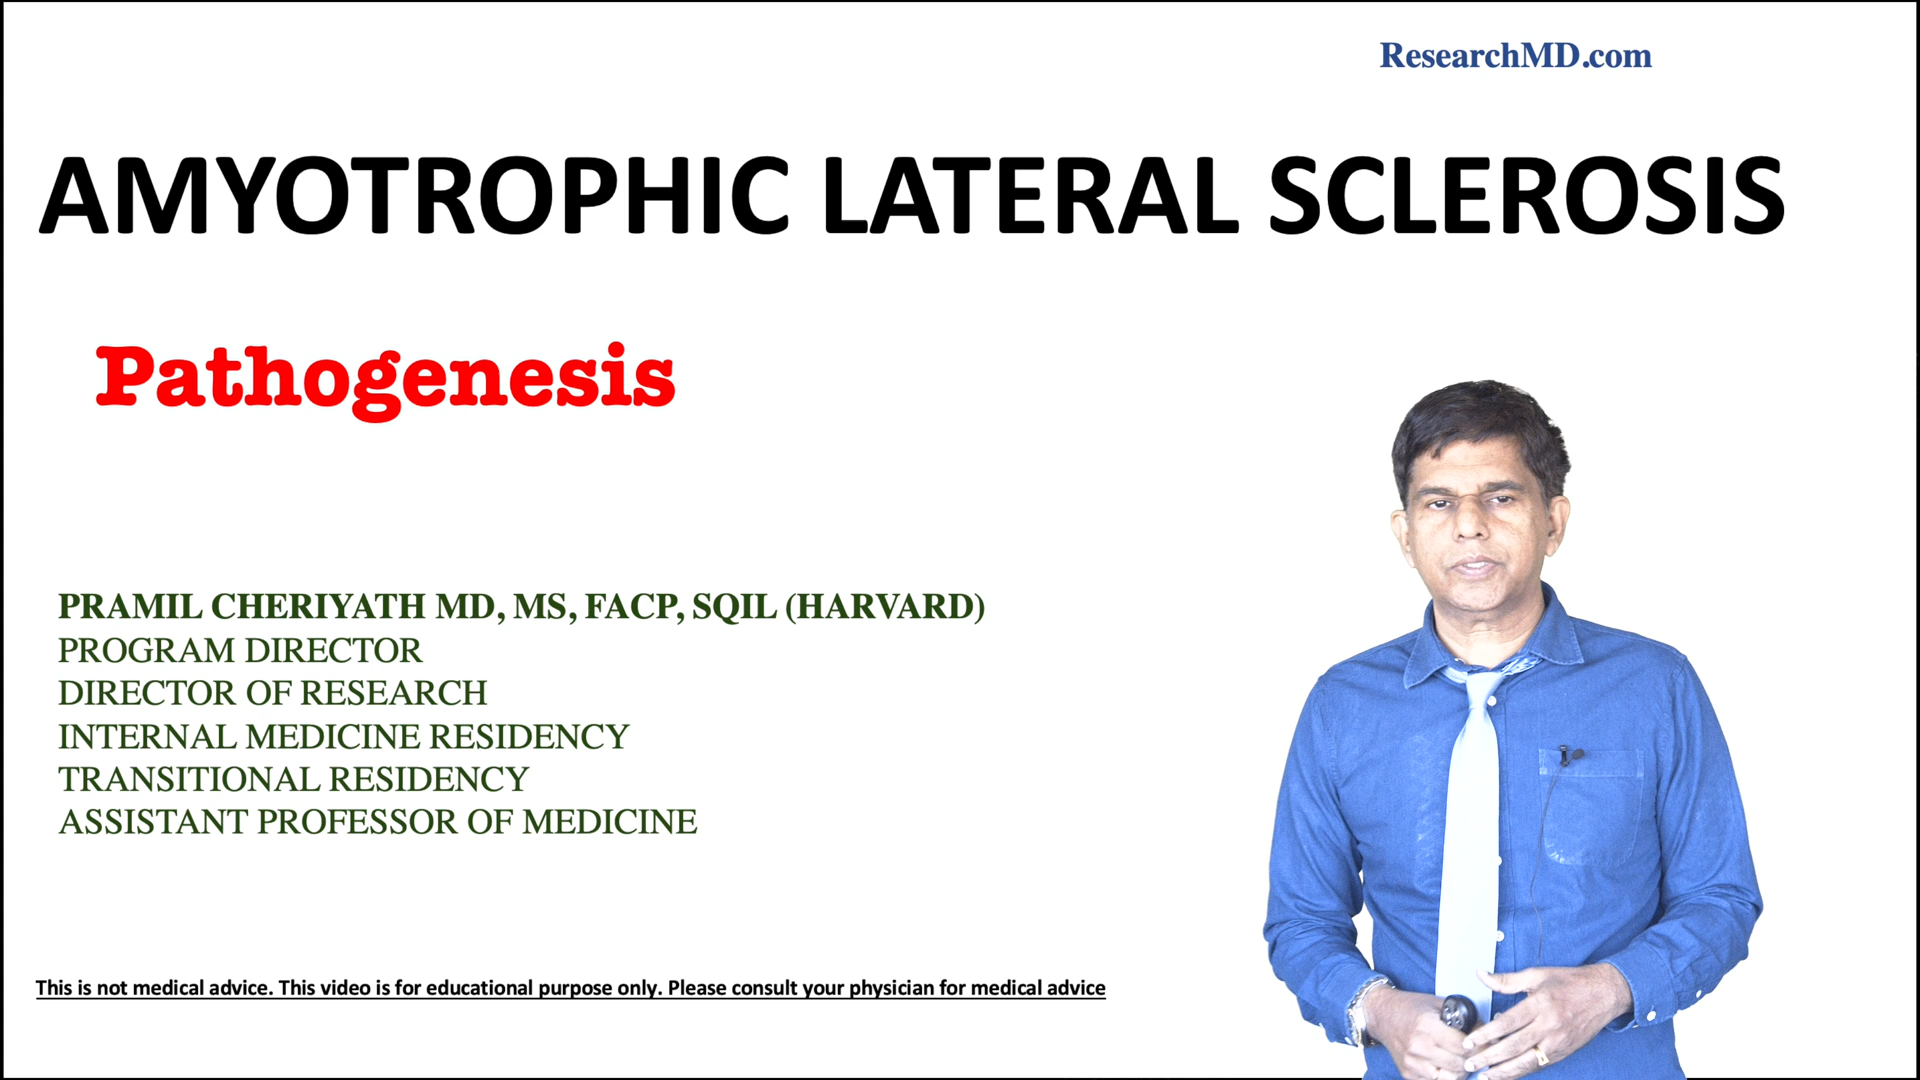 ResearchMD.com
AMYOTROPHIC LATERAL SCLEROSIS
Pathogenesis
PRAMIL CHERIYATH MD, MS, FACP, SQIL (HARVARD)
PROGRAM DIRECTOR
DIRECTOR OF RESEARCH
INTERNAL MEDICINE RESIDENCY
TRANSITIONAL RESIDENCY
ASSISTANT PROFESSOR OF MEDICINE
This is not medical advice. This video is for educational purpose only. Please consult your physician for medical advice